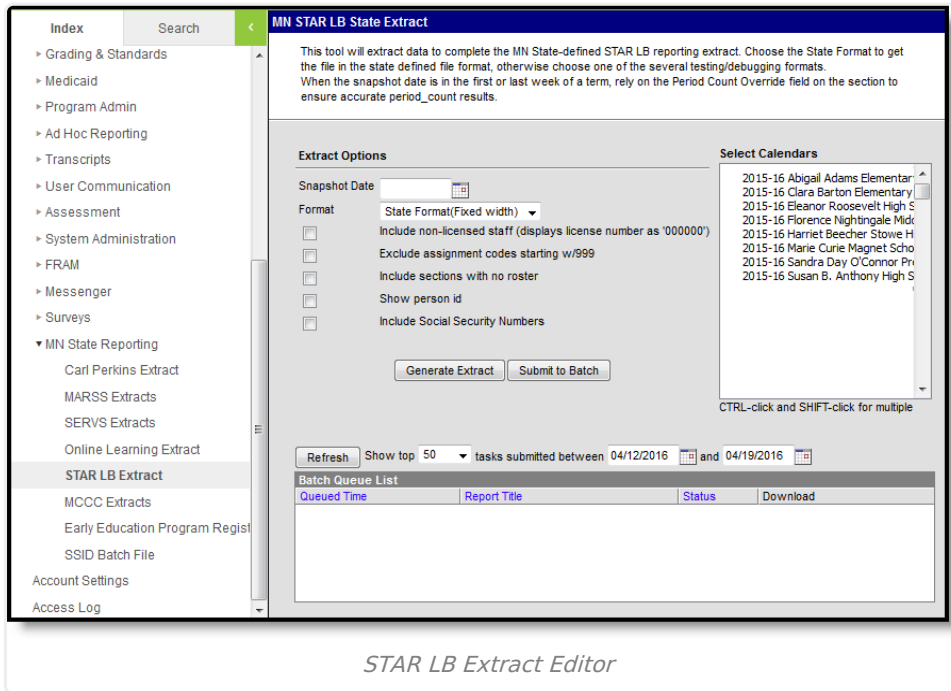 Index
Search
Grading & Standards
Medicaid
Program Admin
Ad Hoc Reporting
Transcripts
User Communication
Assessment
System Administration
FRAM
Messenger
Surveys
MN State Reporting
Carl Perkins Extract
MARSS Extracts
SERVS Extracts
Online Learning Extract
STAR LB Extract
MCCC Extracts
Early Education Program Regist
SSID Batch File
Account Settings
Access Log
MN STAR LB State Extract
This tool will extract data to complete the MN State-defined STAR LB reporting extract. Choose the State Format to get
the file in the state defined file format, otherwise choose one of the several testing/debugging formats.
When the snapshot date is in the first or last week of a term, rely on the Period Count Override field on the section to
ensure accurate period_count results.
Extract Options
Snapshot Date
Format State Format(Fixed width)
Include non-licensed staff (displays license number as '000000')
Exclude assignment codes starting w/999
Include sections with no roster
Show person id
Include Social Security Numbers
Generate Extract Submit to Batch
Select Calendars
2015-16 Abigail Adams Elementar
2015-16 Clara Barton Elementary
2015-16 Eleanor Roosevelt High S
2015-16 Florence Nightingale Midd
2015-16 Harriet Beecher Stowe H
2015-16 Marie Curie Magnet Scho
2015-16 Sandra Day O'Connor Pre
2015-16 Susan B. Anthony High S
CTRL-click and SHIFT-click for multiple
Refresh Show top 50 tasks submitted between 04/12/2016 and 04/19/2016
Batch Queue List
Queued Time Report Title Status Download
STAR LB Extract Editor